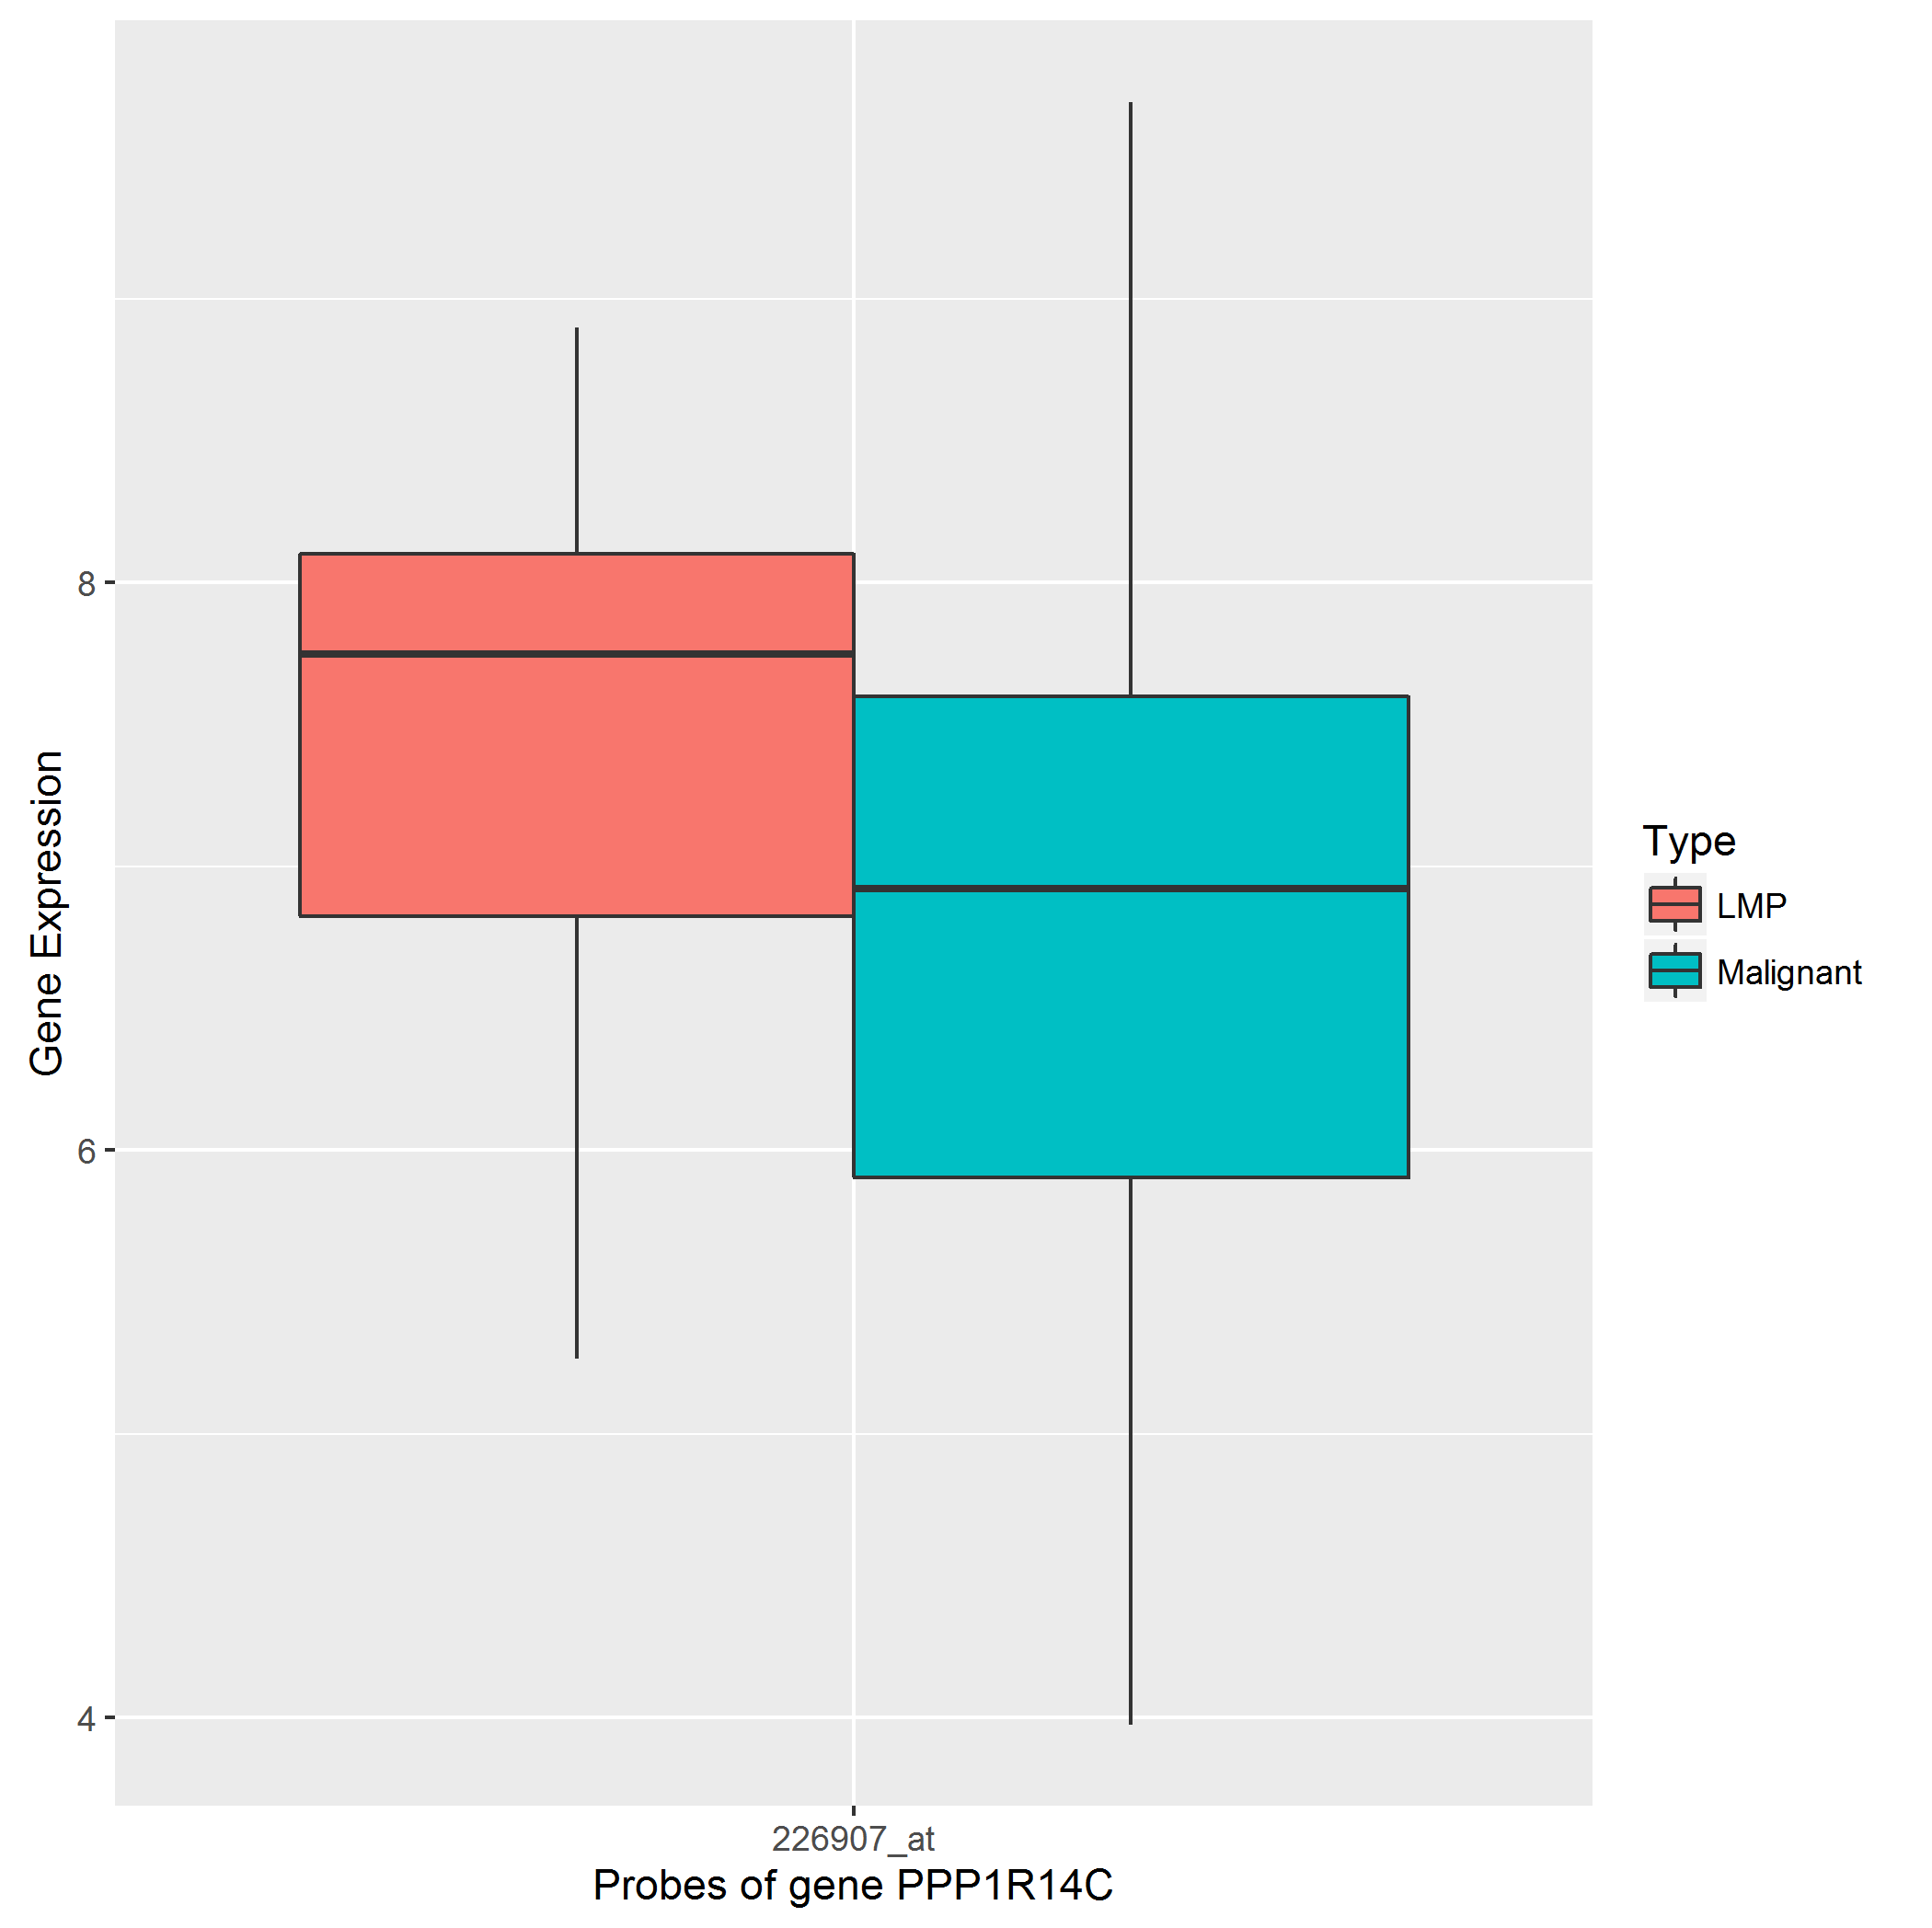 Gene Expression
8
6
4
226907_at
Probes of gene PPP1R14C
Type
LMP
Malignant